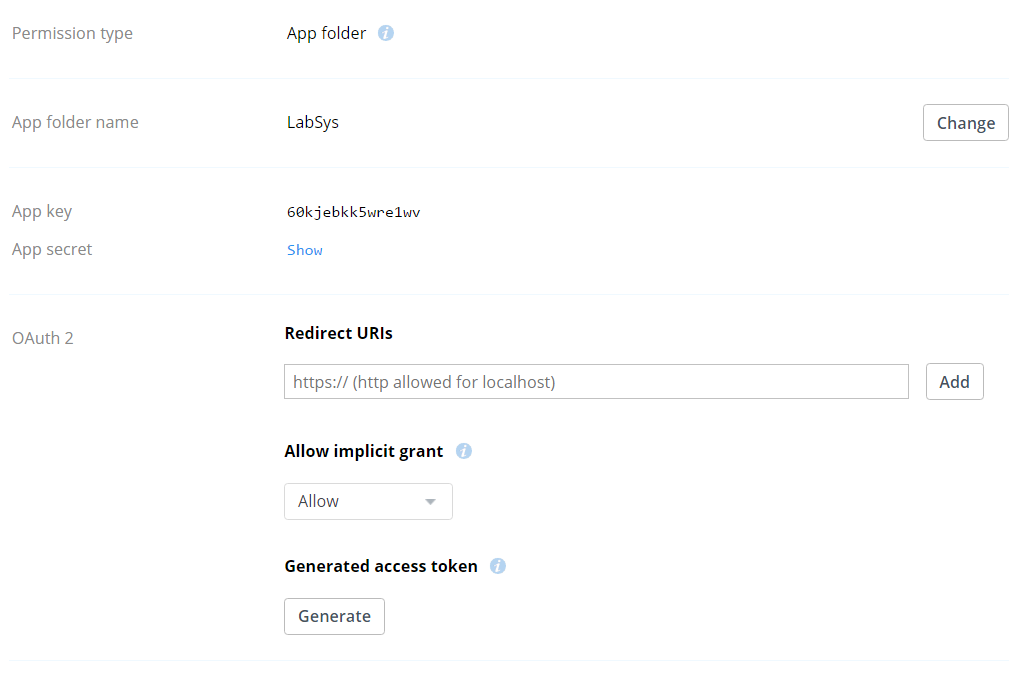 Permission type App folder
App folder name LabSys Change
App key 60kjebkk5wre1wv
App secret Show
OAuth 2 Redirect URIs
https:// (http allowed for localhost) Add
Allow implicit grant
Allow
Generated access token
Generate